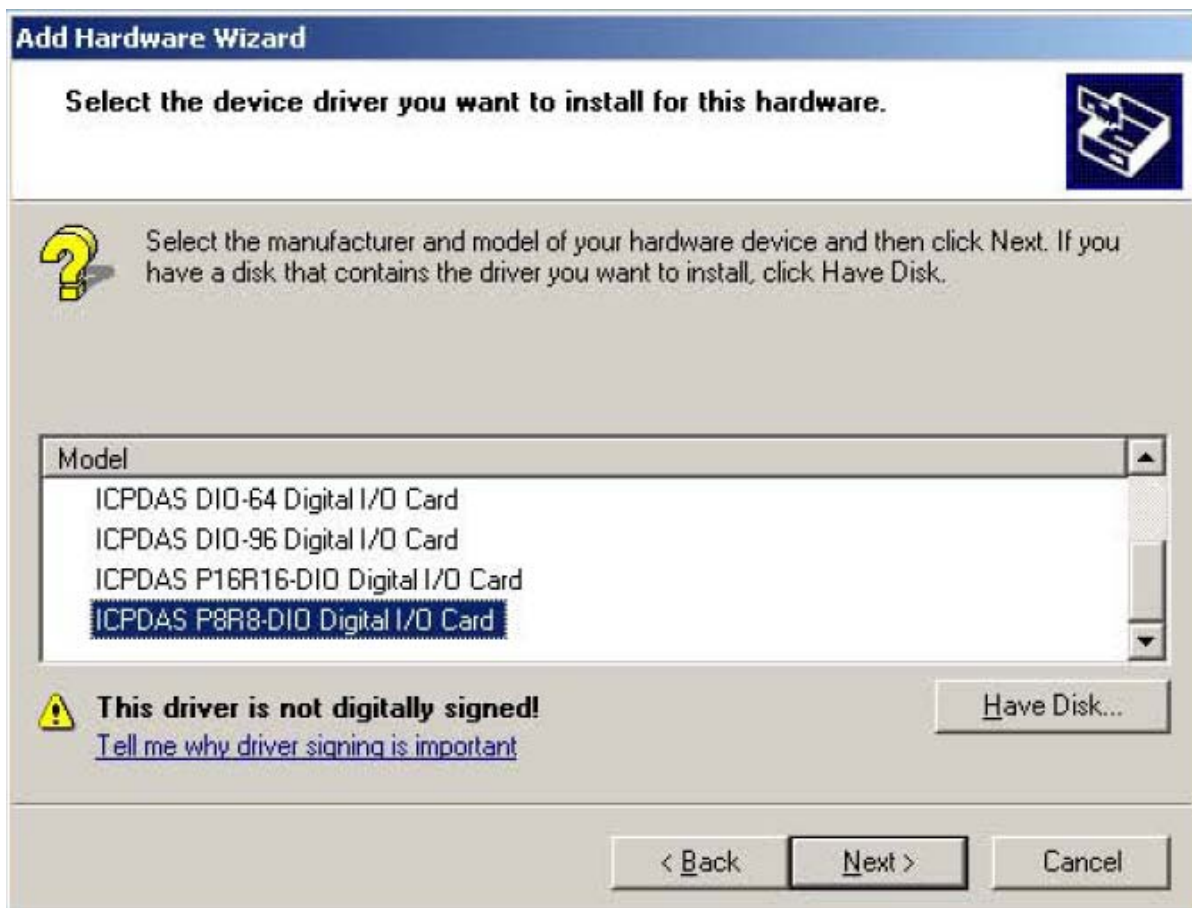 Add Hardware Wizard
Select the device driver you want to install for this hardware.
Select the manufacturer and model of your hardware device and then click Next. If you
have a disk that contains the driver you want to install, click Have Disk.
Model
ICPDAS DIO-64 Digital I/O Card
ICPDAS DIO-96 Digital I/O Card
ICPDAS P16R16-DIO Digital I/O Card
ICPDAS P8R8-DIO Digital I/O Card
This driver is not digitally signed!
Have Disk...
Tell me why driver signing is important
< Back
Next >
Cancel